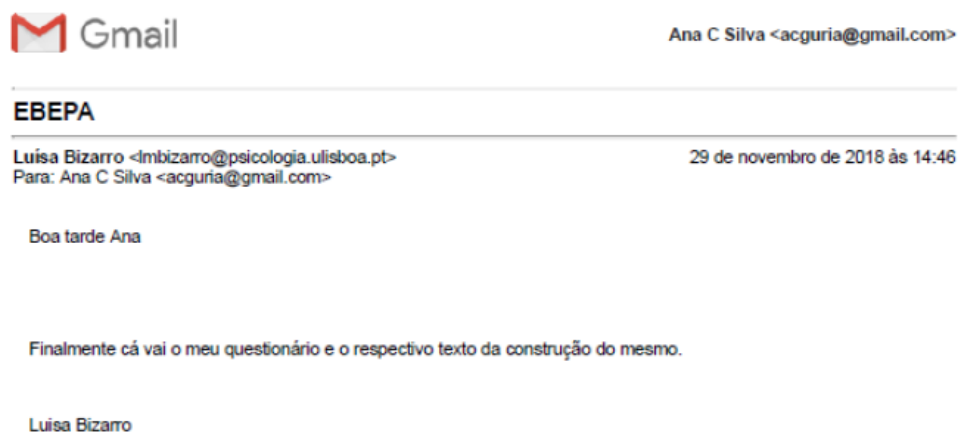 Gmail
Ana C Silva <acguria@gmail.com>
EBEPA
Luísa Bizarro <lmbizarro@psicologia.ulisboa.pt>
29 de novembro de 2018 às 14:46
Para: Ana C Silva <acguria@gmail.com>
Boa tarde Ana
Finalmente cá vai o meu questionário e o respectivo texto da construção do mesmo.
Luisa Bizarro